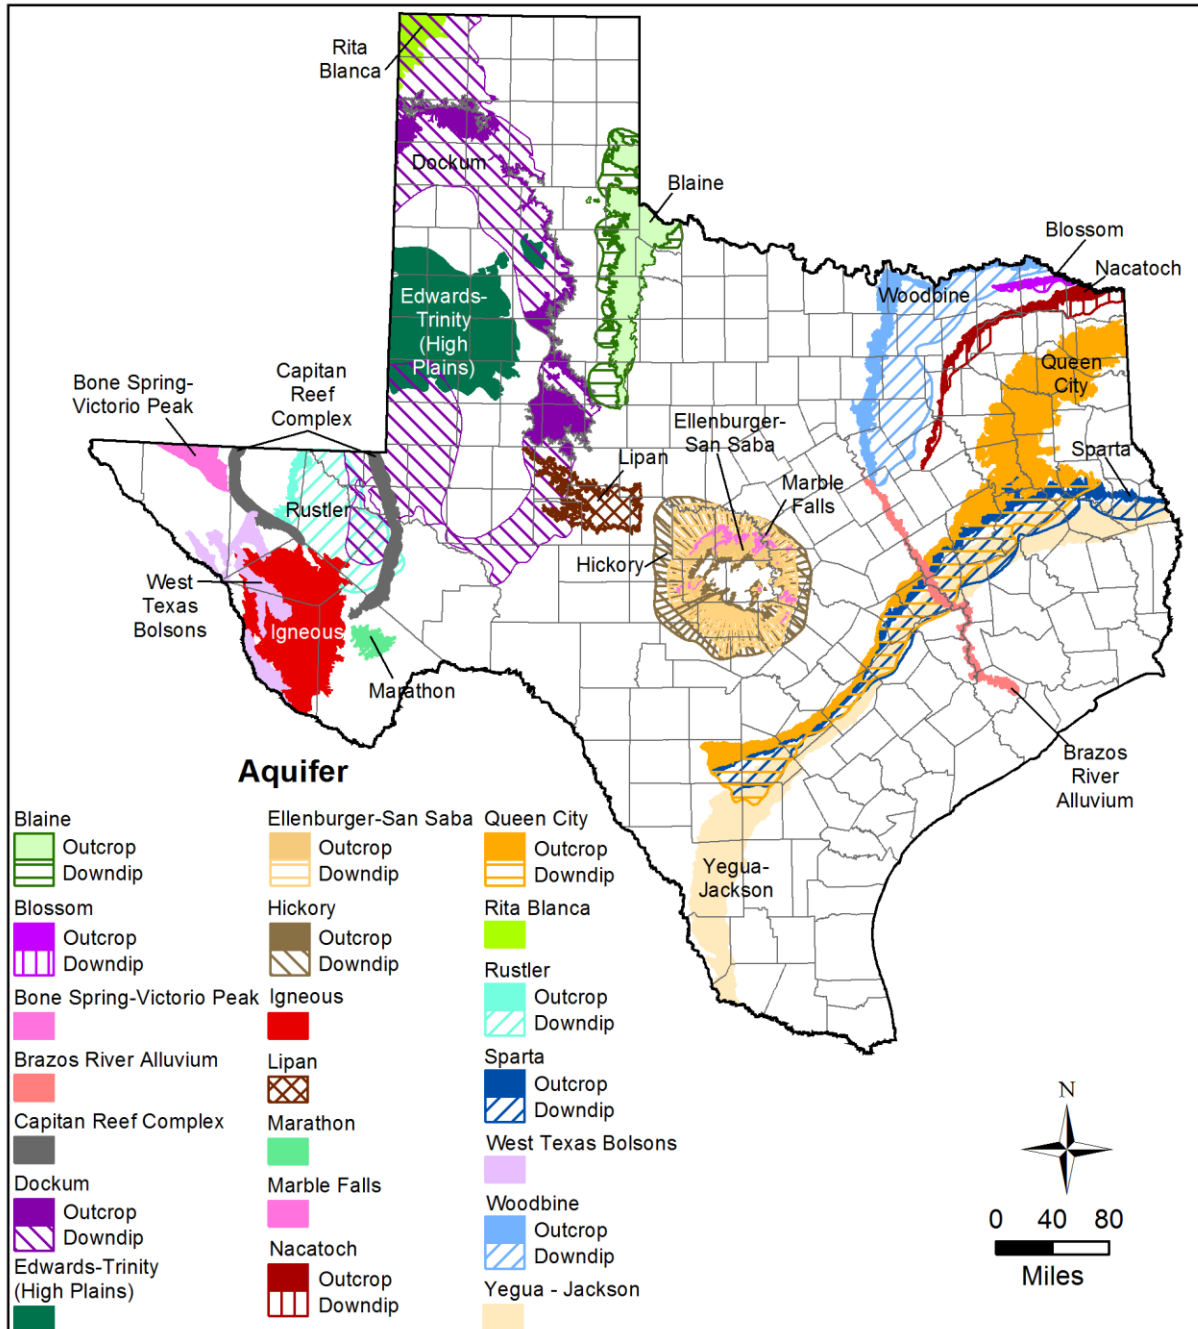 Rita
Blanca
Dockum
Blaine
Blossom
Nacatoch
Woodbine
Edwards-
Trinity
(High
Plains)
Queen
City
Bone Spring-
Victorio Peak
Capitan
Reef
Complex
Ellenburger-
San Saba
Sparta
Lipan
Marble
Falls
Rustler
Hickory
West
Texas
Bolsons
Igneous
Marathon
Brazos
River
Alluvium
Yegua-
Jackson
Aquifer
Blaine
Outcrop
Downdip
Blossom
Outcrop
Downdip
Bone Spring-Victorio Peak
Brazos River Alluvium
Capitan Reef Complex
Dockum
Outcrop
Downdip
Edwards-Trinity
(High Plains)
Ellenburger-San Saba
Outcrop
Downdip
Hickory
Outcrop
Downdip
Igneous
Lipan
Marathon
Marble Falls
Nacatoch
Outcrop
Downdip
Queen City
Outcrop
Downdip
Rita Blanca
Rustler
Outcrop
Downdip
Sparta
Outcrop
Downdip
West Texas Bolsons
Woodbine
Outcrop
Downdip
Yegua - Jackson
N
0 40 80
Miles